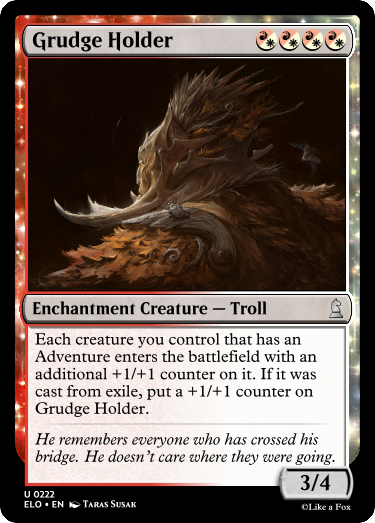 Grudge Holder
Enchantment Creature — Troll
Each creature you control that has an
Adventure enters the battlefield with an
additional +1/+1 counter on it. If it was
cast from exile, put a +1/+1 counter on
Grudge Holder.
He remembers everyone who has crossed his
bridge. He doesn't care where they were going.
3/4
U 0222
ELO • EN Taras Susak
©Like a Fox